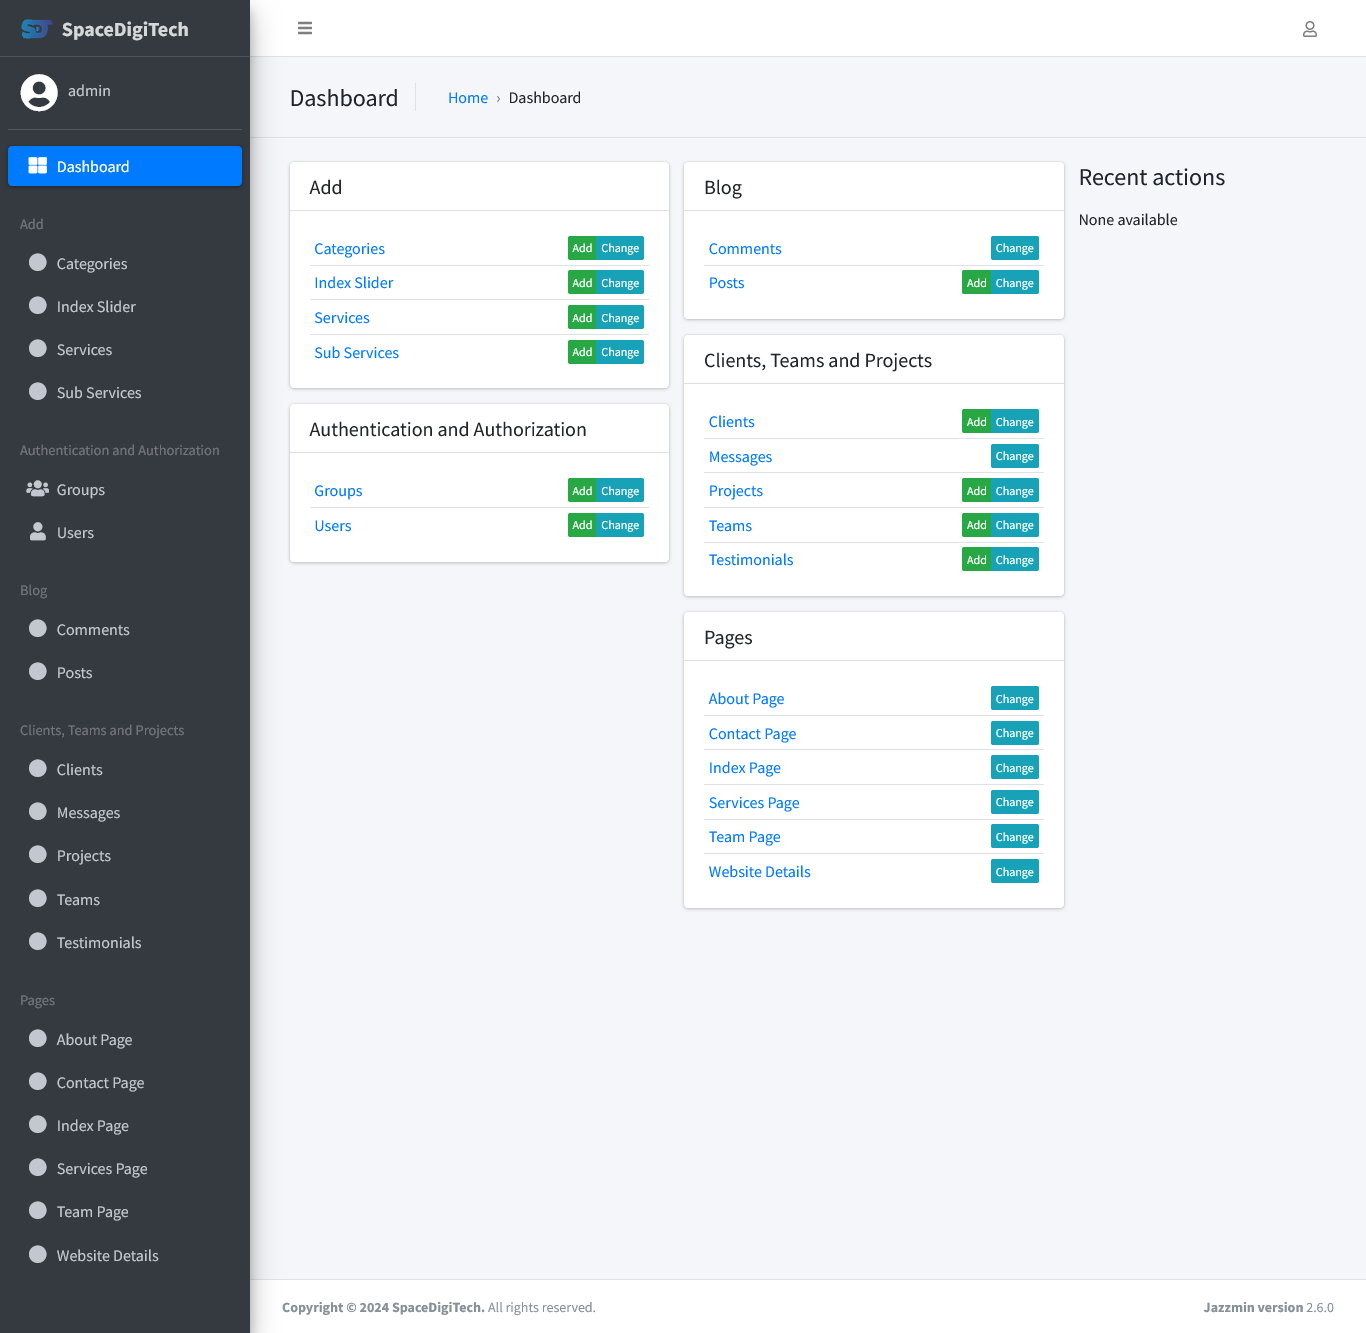 SpaceDigiTech
admin
Dashboard
Add
Categories
Index Slider
Services
Sub Services
Authentication and Authorization
Groups
Users
Blog
Comments
Posts
Clients, Teams and Projects
Clients
Messages
Projects
Teams
Testimonials
Pages
About Page
Contact Page
Index Page
Services Page
Team Page
Website Details
Dashboard
Home › Dashboard
Add
Categories Add Change
Index Slider Add Change
Services Add Change
Sub Services Add Change
Authentication and Authorization
Groups Add Change
Users Add Change
Blog
Comments Change
Posts Add Change
Clients, Teams and Projects
Clients Add Change
Messages Change
Projects Add Change
Teams Add Change
Testimonials Add Change
Pages
About Page Change
Contact Page Change
Index Page Change
Services Page Change
Team Page Change
Website Details Change
Recent actions
None available
Copyright © 2024 SpaceDigiTech. All rights reserved.
Jazzmin version 2.6.0